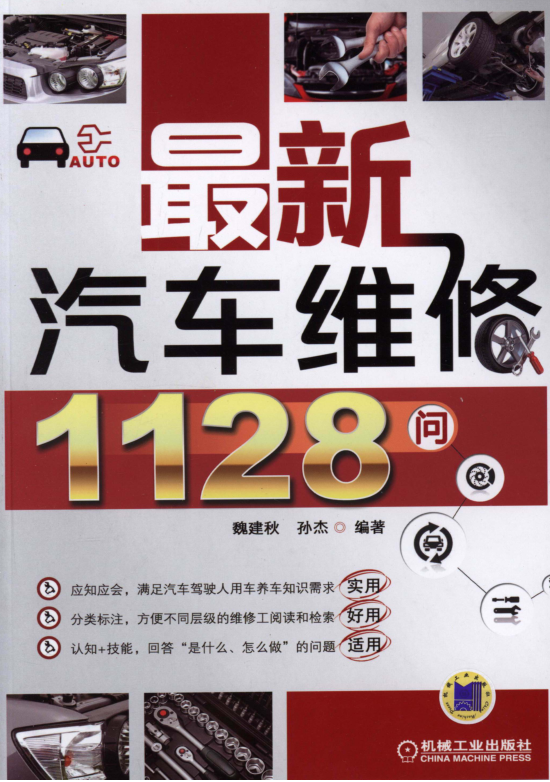 AUTO
最新
汽车维修
1128问
魏建秋 孙杰◎编著
应知应会，满足汽车驾驶人用车养车知识需求 实用
分类标注，方便不同层级的维修工阅读和检索 好用
认知+技能，回答“是什么、怎么做”的问题 适用
机械工业出版社
CHINA MACHINE PRESS